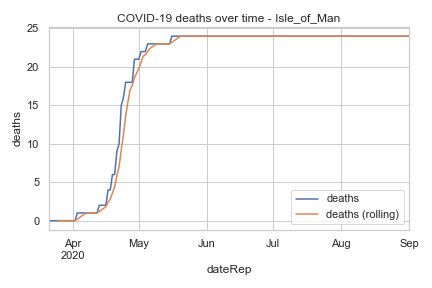 COVID-19 deaths over time - Isle_of_Man
25
20
15
10
5
0
deaths
Apr
2020
May
Jun
Jul
Aug
Sep
dateRep
deaths
deaths (rolling)